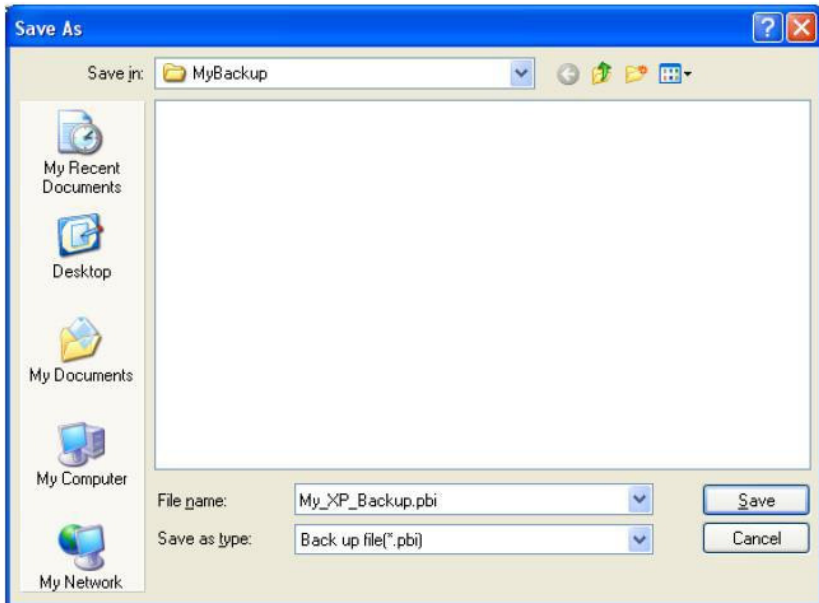 Save As
Save in:
MyBackup
My Recent
Documents
Desktop
My Documents
My Computer
My Network
File name:
My_XP_Backup.pbi
Save
Save as type:
Back up file(*.pbi)
Cancel